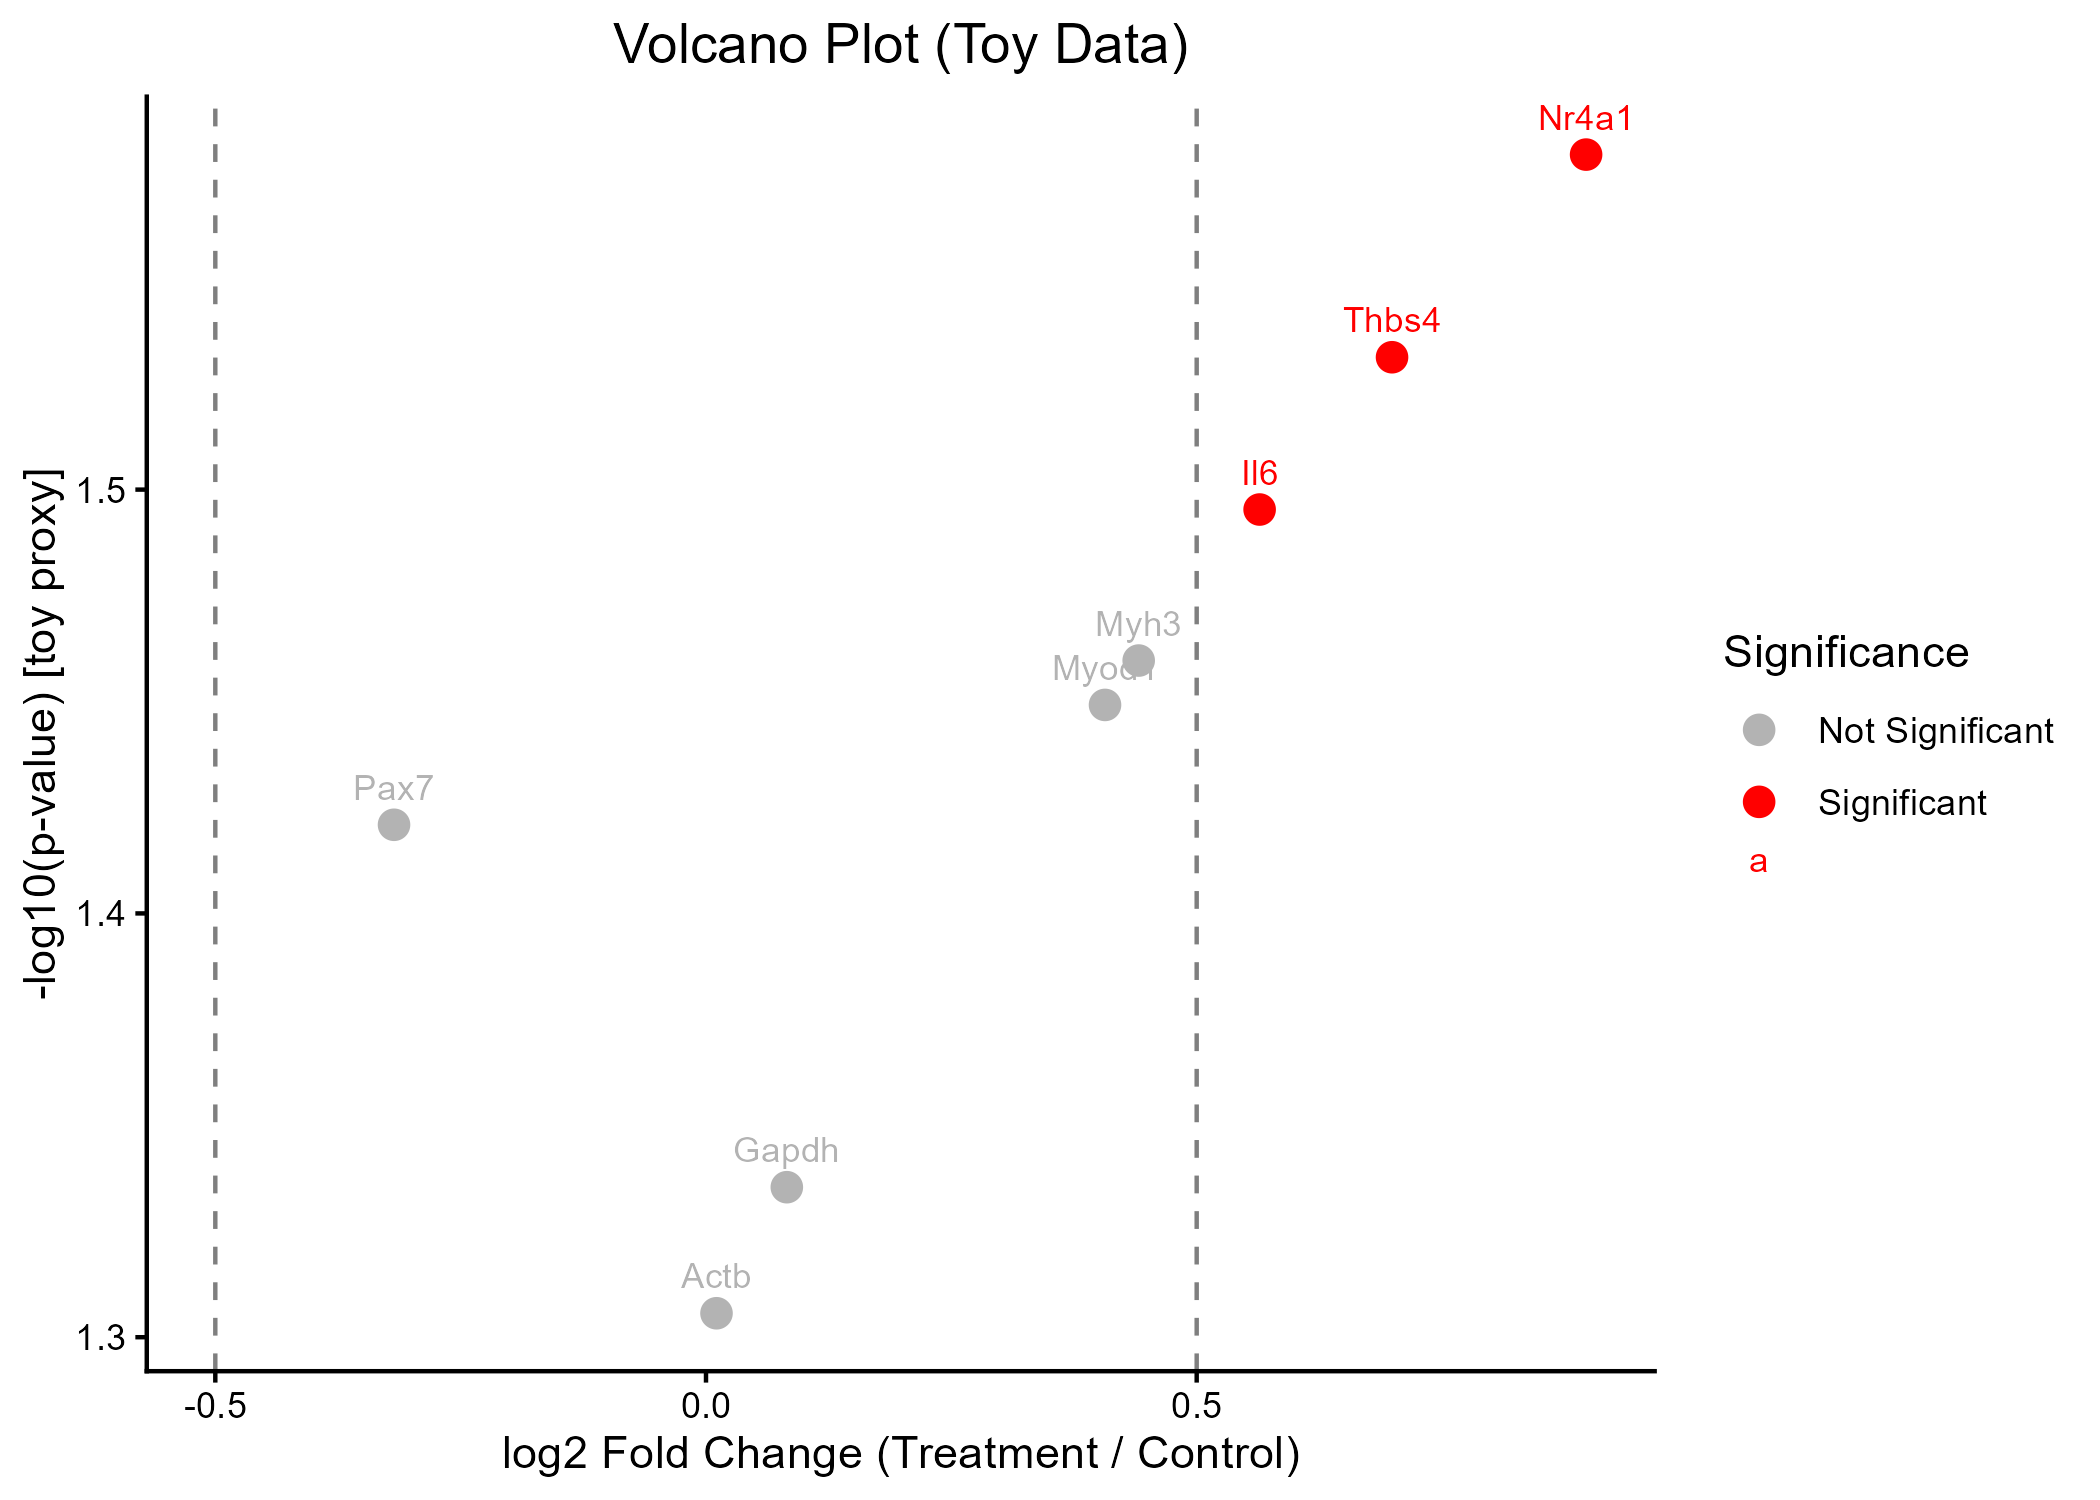 Volcano Plot (Toy Data)
Nr4a1
Thbs4
Il6
Myh3
Myod1
Pax7
Gapdh
Actb
-log10(p-value) [toy proxy]
1.5
1.4
1.3
-0.5 0.0 0.5
log2 Fold Change (Treatment / Control)
Significance
Not Significant
Significant
a